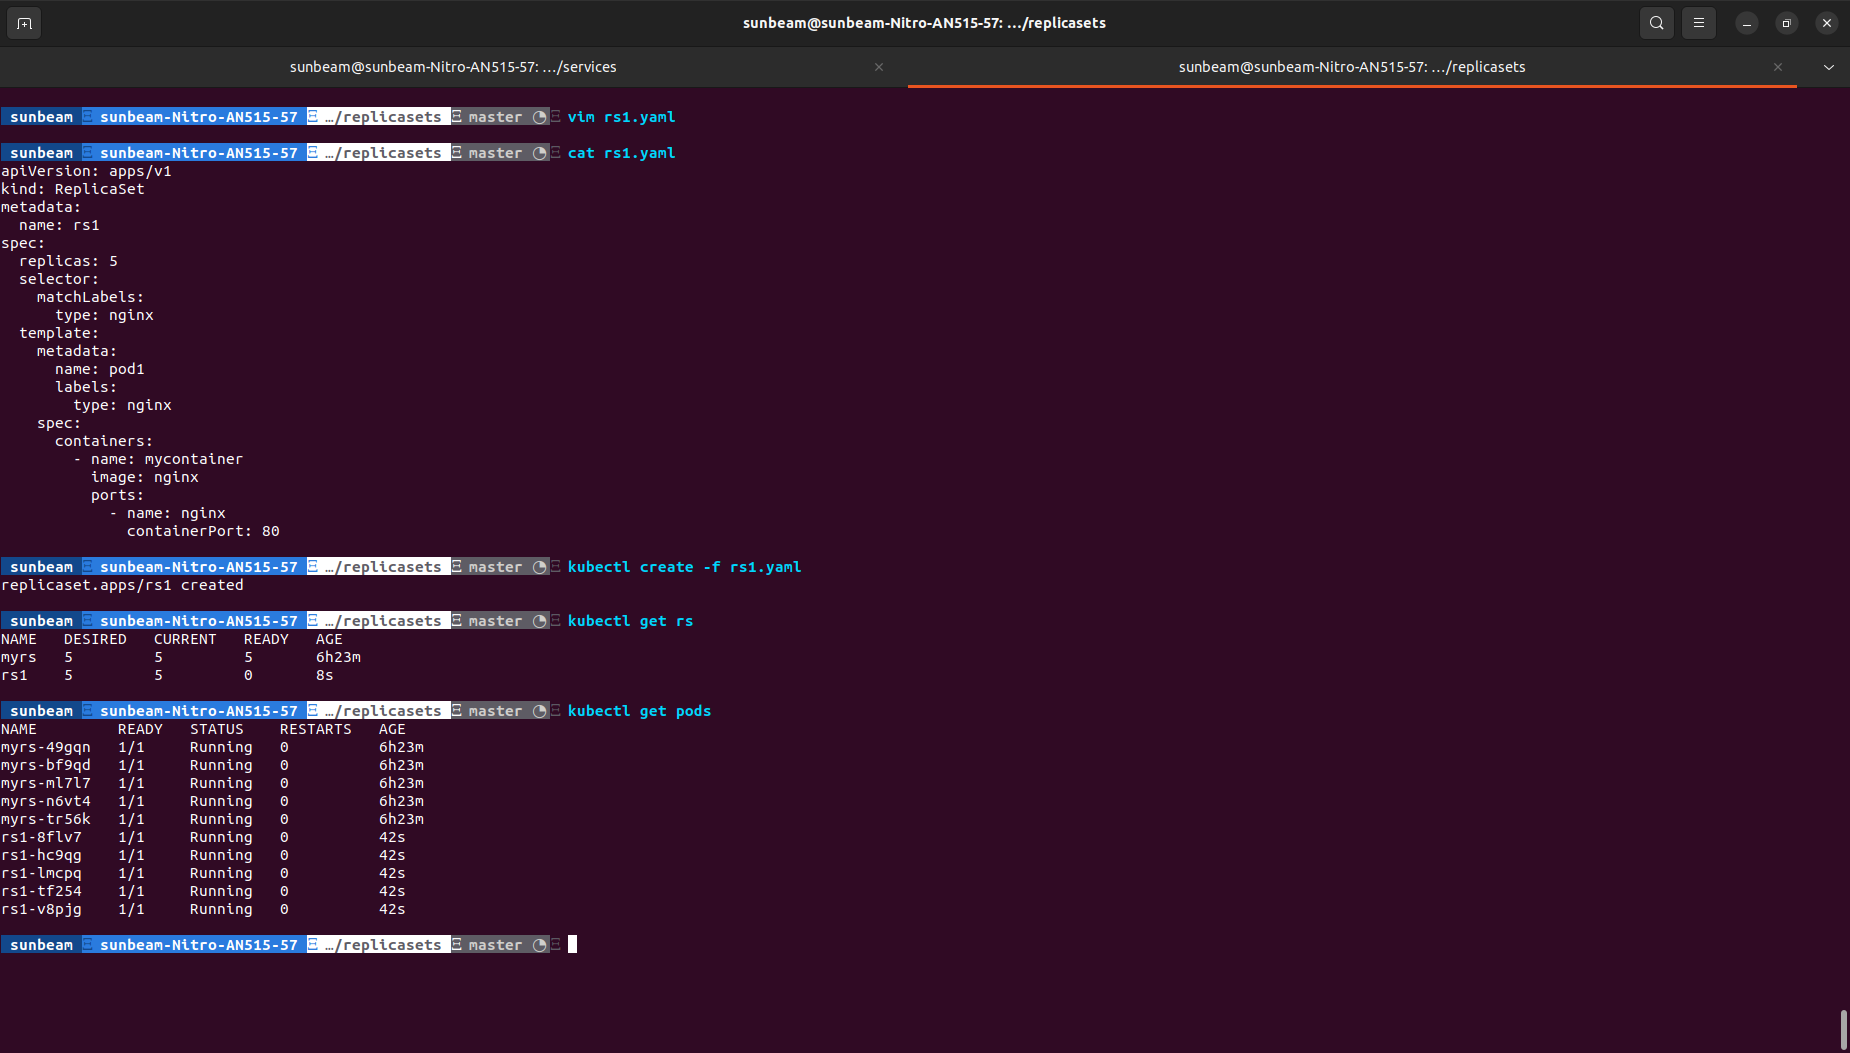 sunbeam@sunbeam-Nitro-AN515-57: …/replicasets
sunbeam@sunbeam-Nitro-AN515-57: …/services
sunbeam@sunbeam-Nitro-AN515-57: …/replicasets
sunbeam sunbeam-Nitro-AN515-57 …/replicasets master vim rs1.yaml
sunbeam sunbeam-Nitro-AN515-57 …/replicasets master cat rs1.yaml
apiVersion: apps/v1
kind: ReplicaSet
metadata:
  name: rs1
spec:
  replicas: 5
  selector:
    matchLabels:
      type: nginx
  template:
    metadata:
      name: pod1
      labels:
        type: nginx
    spec:
      containers:
        - name: mycontainer
          image: nginx
          ports:
            - name: nginx
              containerPort: 80
sunbeam sunbeam-Nitro-AN515-57 …/replicasets master kubectl create -f rs1.yaml
replicaset.apps/rs1 created
sunbeam sunbeam-Nitro-AN515-57 …/replicasets master kubectl get rs
NAME   DESIRED   CURRENT   READY   AGE
myrs   5         5         5       6h23m
rs1    5         5         0       8s
sunbeam sunbeam-Nitro-AN515-57 …/replicasets master kubectl get pods
NAME         READY   STATUS    RESTARTS   AGE
myrs-49gqn   1/1     Running   0          6h23m
myrs-bf9qd   1/1     Running   0          6h23m
myrs-ml7l7   1/1     Running   0          6h23m
myrs-n6vt4   1/1     Running   0          6h23m
myrs-tr56k   1/1     Running   0          6h23m
rs1-8flv7    1/1     Running   0          42s
rs1-hc9qg    1/1     Running   0          42s
rs1-lmcpq    1/1     Running   0          42s
rs1-tf254    1/1     Running   0          42s
rs1-v8pjg    1/1     Running   0          42s
sunbeam sunbeam-Nitro-AN515-57 …/replicasets master